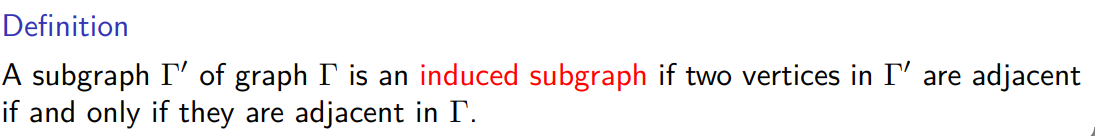 Definition
A subgraph Γ′ of graph Γ is an induced subgraph if two vertices in Γ′ are adjacent
if and only if they are adjacent in Γ.